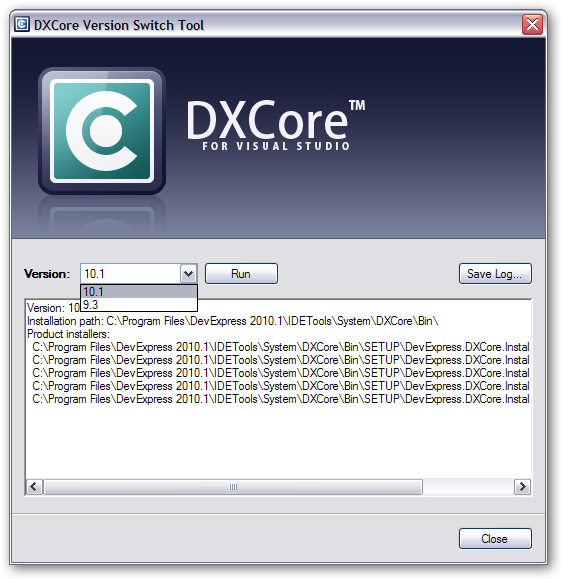 DXCore Version Switch Tool
DXCore™
FOR VISUAL STUDIO
Version: 10.1 Run Save Log...
10.1
9.3
Version: 10
Installation path: C:\Program Files\DevExpress 2010.1\IDETools\System\DXCore\Bin\
Product installers:
C:\Program Files\DevExpress 2010.1\IDETools\System\DXCore\Bin\SETUP\DevExpress.DXCore.Instal
C:\Program Files\DevExpress 2010.1\IDETools\System\DXCore\Bin\SETUP\DevExpress.DXCore.Instal
C:\Program Files\DevExpress 2010.1\IDETools\System\DXCore\Bin\SETUP\DevExpress.DXCore.Instal
C:\Program Files\DevExpress 2010.1\IDETools\System\DXCore\Bin\SETUP\DevExpress.DXCore.Instal
C:\Program Files\DevExpress 2010.1\IDETools\System\DXCore\Bin\SETUP\DevExpress.DXCore.Instal
Close